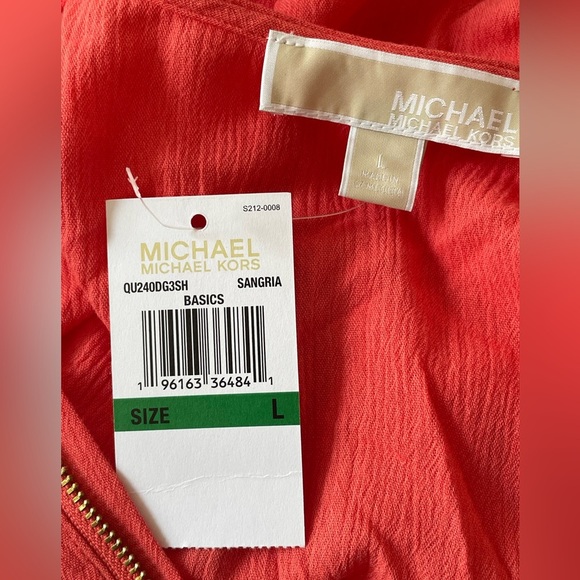 MICHAEL
MICHAEL KORS
L
S212-0008
MICHAEL
MICHAEL KORS
QU240DG3SH SANGRIA
BASICS
1 96163 36484 1
SIZE L